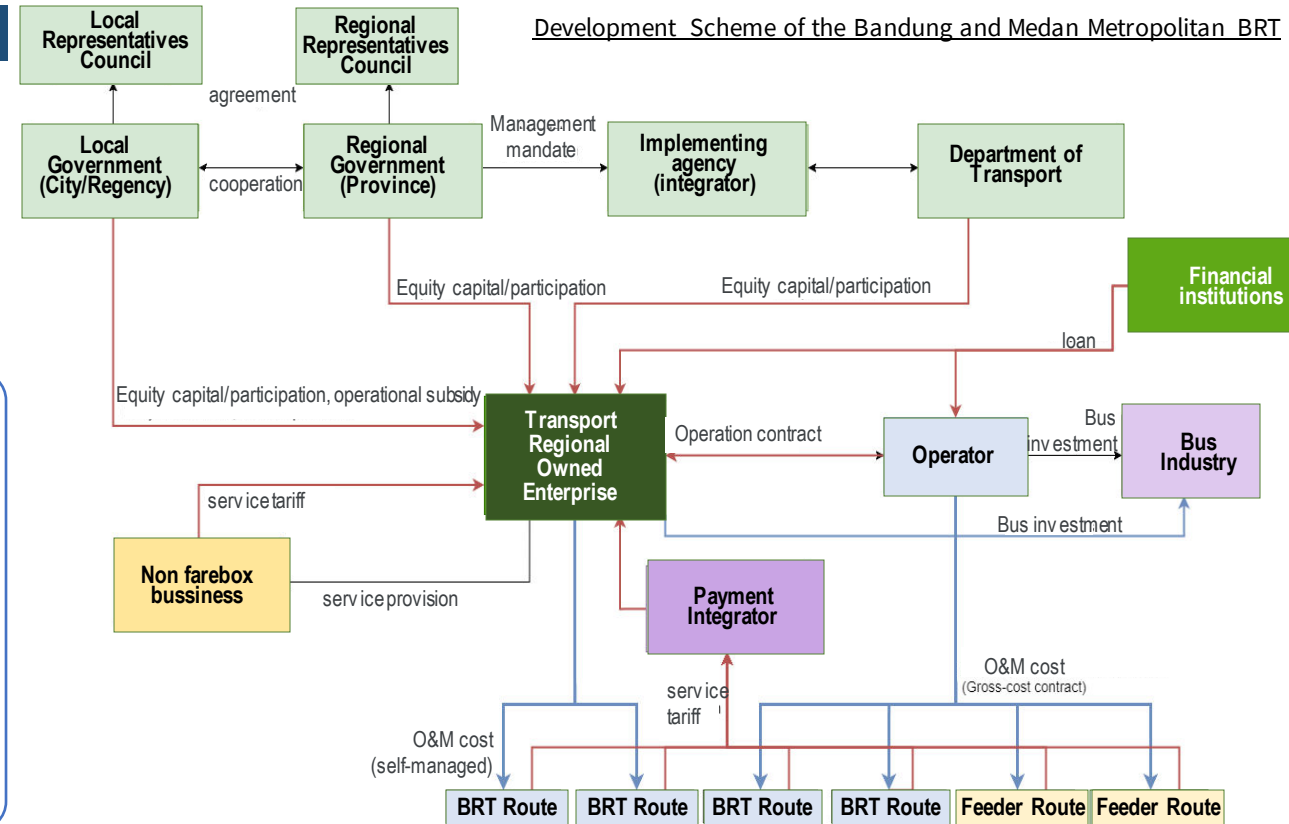 Development Scheme of the Bandung and Medan Metropolitan BRT
Local
Representatives
Council
Regional
Representatives
Council
agreement
Local
Government
(City/Regency)
cooperation
Regional
Government
(Province)
Management
mandate
Implementing
agency
(integrator)
Department of
Transport
Equity capital/participation
Equity capital/participation
Financial
institutions
loan
Equity capital/participation, operational subsidy
Transport
Regional
Owned
Enterprise
Operation contract
Operator
Bus
investment
Bus
Industry
service tariff
Bus investment
Non farebox
bussiness
service provision
Payment
Integrator
O&M cost
(Gross-cost contract)
service
tariff
O&M cost
(self-managed)
BRT Route
BRT Route
BRT Route
BRT Route
Feeder Route
Feeder Route